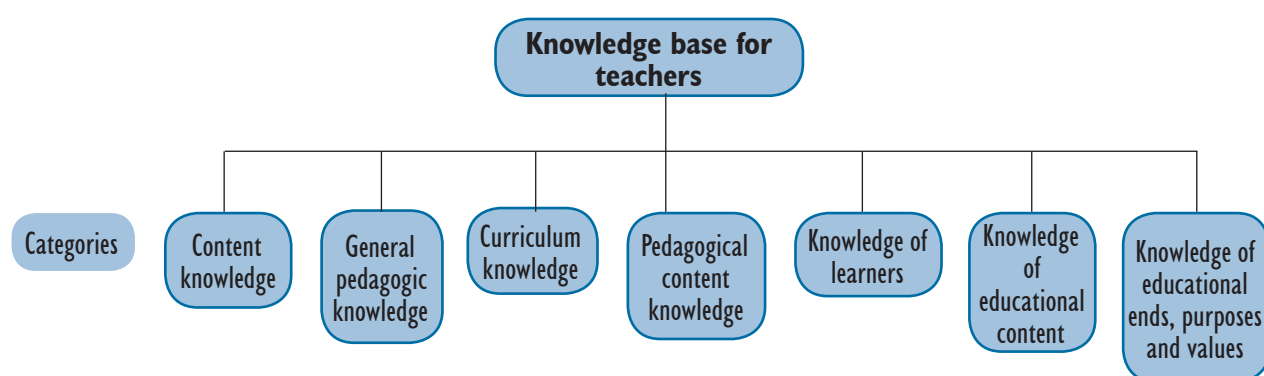 Knowledge base for
teachers
Categories
Content
knowledge
General
pedagogic
knowledge
Curriculum
knowledge
Pedagogical
content
knowledge
Knowledge of
learners
Knowledge
of
educational
content
Knowledge of
educational
ends, purposes
and values